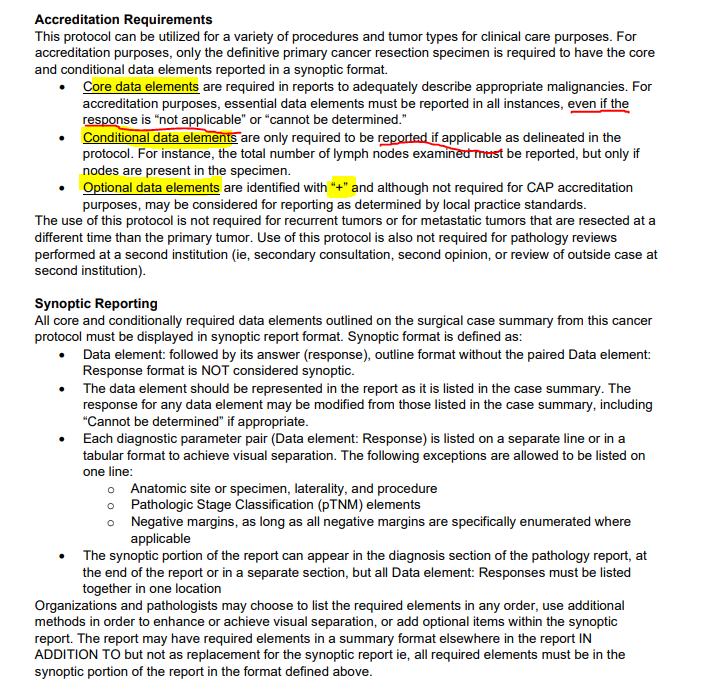 Accreditation Requirements
This protocol can be utilized for a variety of procedures and tumor types for clinical care purposes. For
accreditation purposes, only the definitive primary cancer resection specimen is required to have the core
and conditional data elements reported in a synoptic format.
• Core data elements are required in reports to adequately describe appropriate malignancies. For
accreditation purposes, essential data elements must be reported in all instances, even if the
response is “not applicable” or “cannot be determined.”
• Conditional data elements are only required to be reported if applicable as delineated in the
protocol. For instance, the total number of lymph nodes examined must be reported, but only if
nodes are present in the specimen.
• Optional data elements are identified with “+” and although not required for CAP accreditation
purposes, may be considered for reporting as determined by local practice standards.
The use of this protocol is not required for recurrent tumors or for metastatic tumors that are resected at a
different time than the primary tumor. Use of this protocol is also not required for pathology reviews
performed at a second institution (ie, secondary consultation, second opinion, or review of outside case at
second institution).
Synoptic Reporting
All core and conditionally required data elements outlined on the surgical case summary from this cancer
protocol must be displayed in synoptic report format. Synoptic format is defined as:
• Data element: followed by its answer (response), outline format without the paired Data element:
Response format is NOT considered synoptic.
• The data element should be represented in the report as it is listed in the case summary. The
response for any data element may be modified from those listed in the case summary, including
“Cannot be determined” if appropriate.
• Each diagnostic parameter pair (Data element: Response) is listed on a separate line or in a
tabular format to achieve visual separation. The following exceptions are allowed to be listed on
one line:
o Anatomic site or specimen, laterality, and procedure
o Pathologic Stage Classification (pTNM) elements
o Negative margins, as long as all negative margins are specifically enumerated where
applicable
• The synoptic portion of the report can appear in the diagnosis section of the pathology report, at
the end of the report or in a separate section, but all Data element: Responses must be listed
together in one location
Organizations and pathologists may choose to list the required elements in any order, use additional
methods in order to enhance or achieve visual separation, or add optional items within the synoptic
report. The report may have required elements in a summary format elsewhere in the report IN
ADDITION TO but not as replacement for the synoptic report ie, all required elements must be in the
synoptic portion of the report in the format defined above.